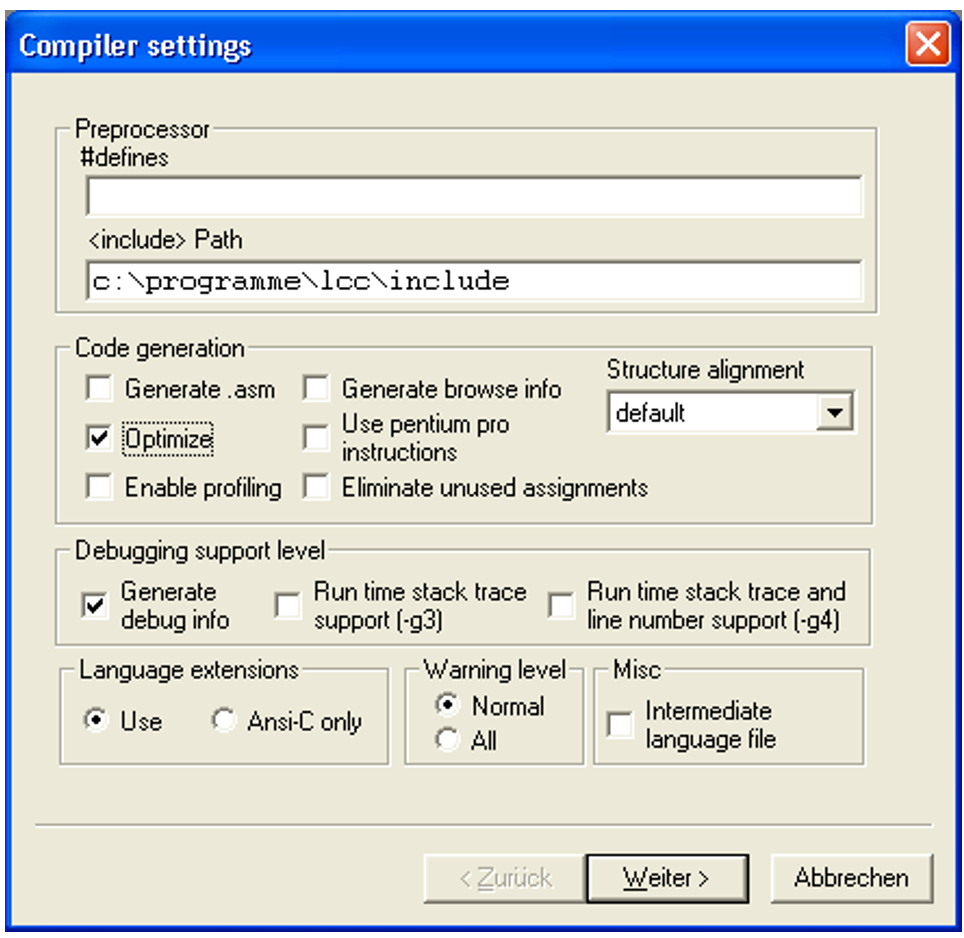 Compiler settings
Preprocessor
#defines
<include> Path
c:\programme\lcc\include
Code generation
Generate .asm
Generate browse info
Structure alignment
default
Optimize
Use pentium pro
instructions
Enable profiling
Eliminate unused assignments
Debugging support level
Generate
debug info
Run time stack trace
support (-g3)
Run time stack trace and
line number support (-g4)
Language extensions
Use
Ansi-C only
Warning level
Normal
All
Misc
Intermediate
language file
< Zurück
Weiter >
Abbrechen